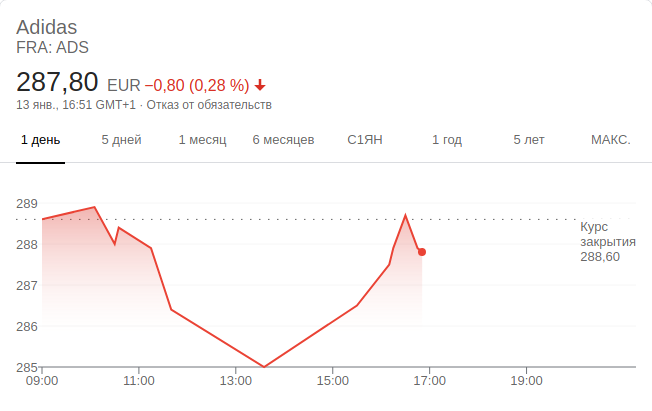 Adidas
FRA: ADS
287,80 EUR −0,80 (0,28 %)
13 янв., 16:51 GMT+1 · Отказ от обязательств
1 день 5 дней 1 месяц 6 месяцев С1ЯН 1 год 5 лет МАКС.
289
Курс
закрытия
288,60
288
287
286
285
09:00 11:00 13:00 15:00 17:00 19:00